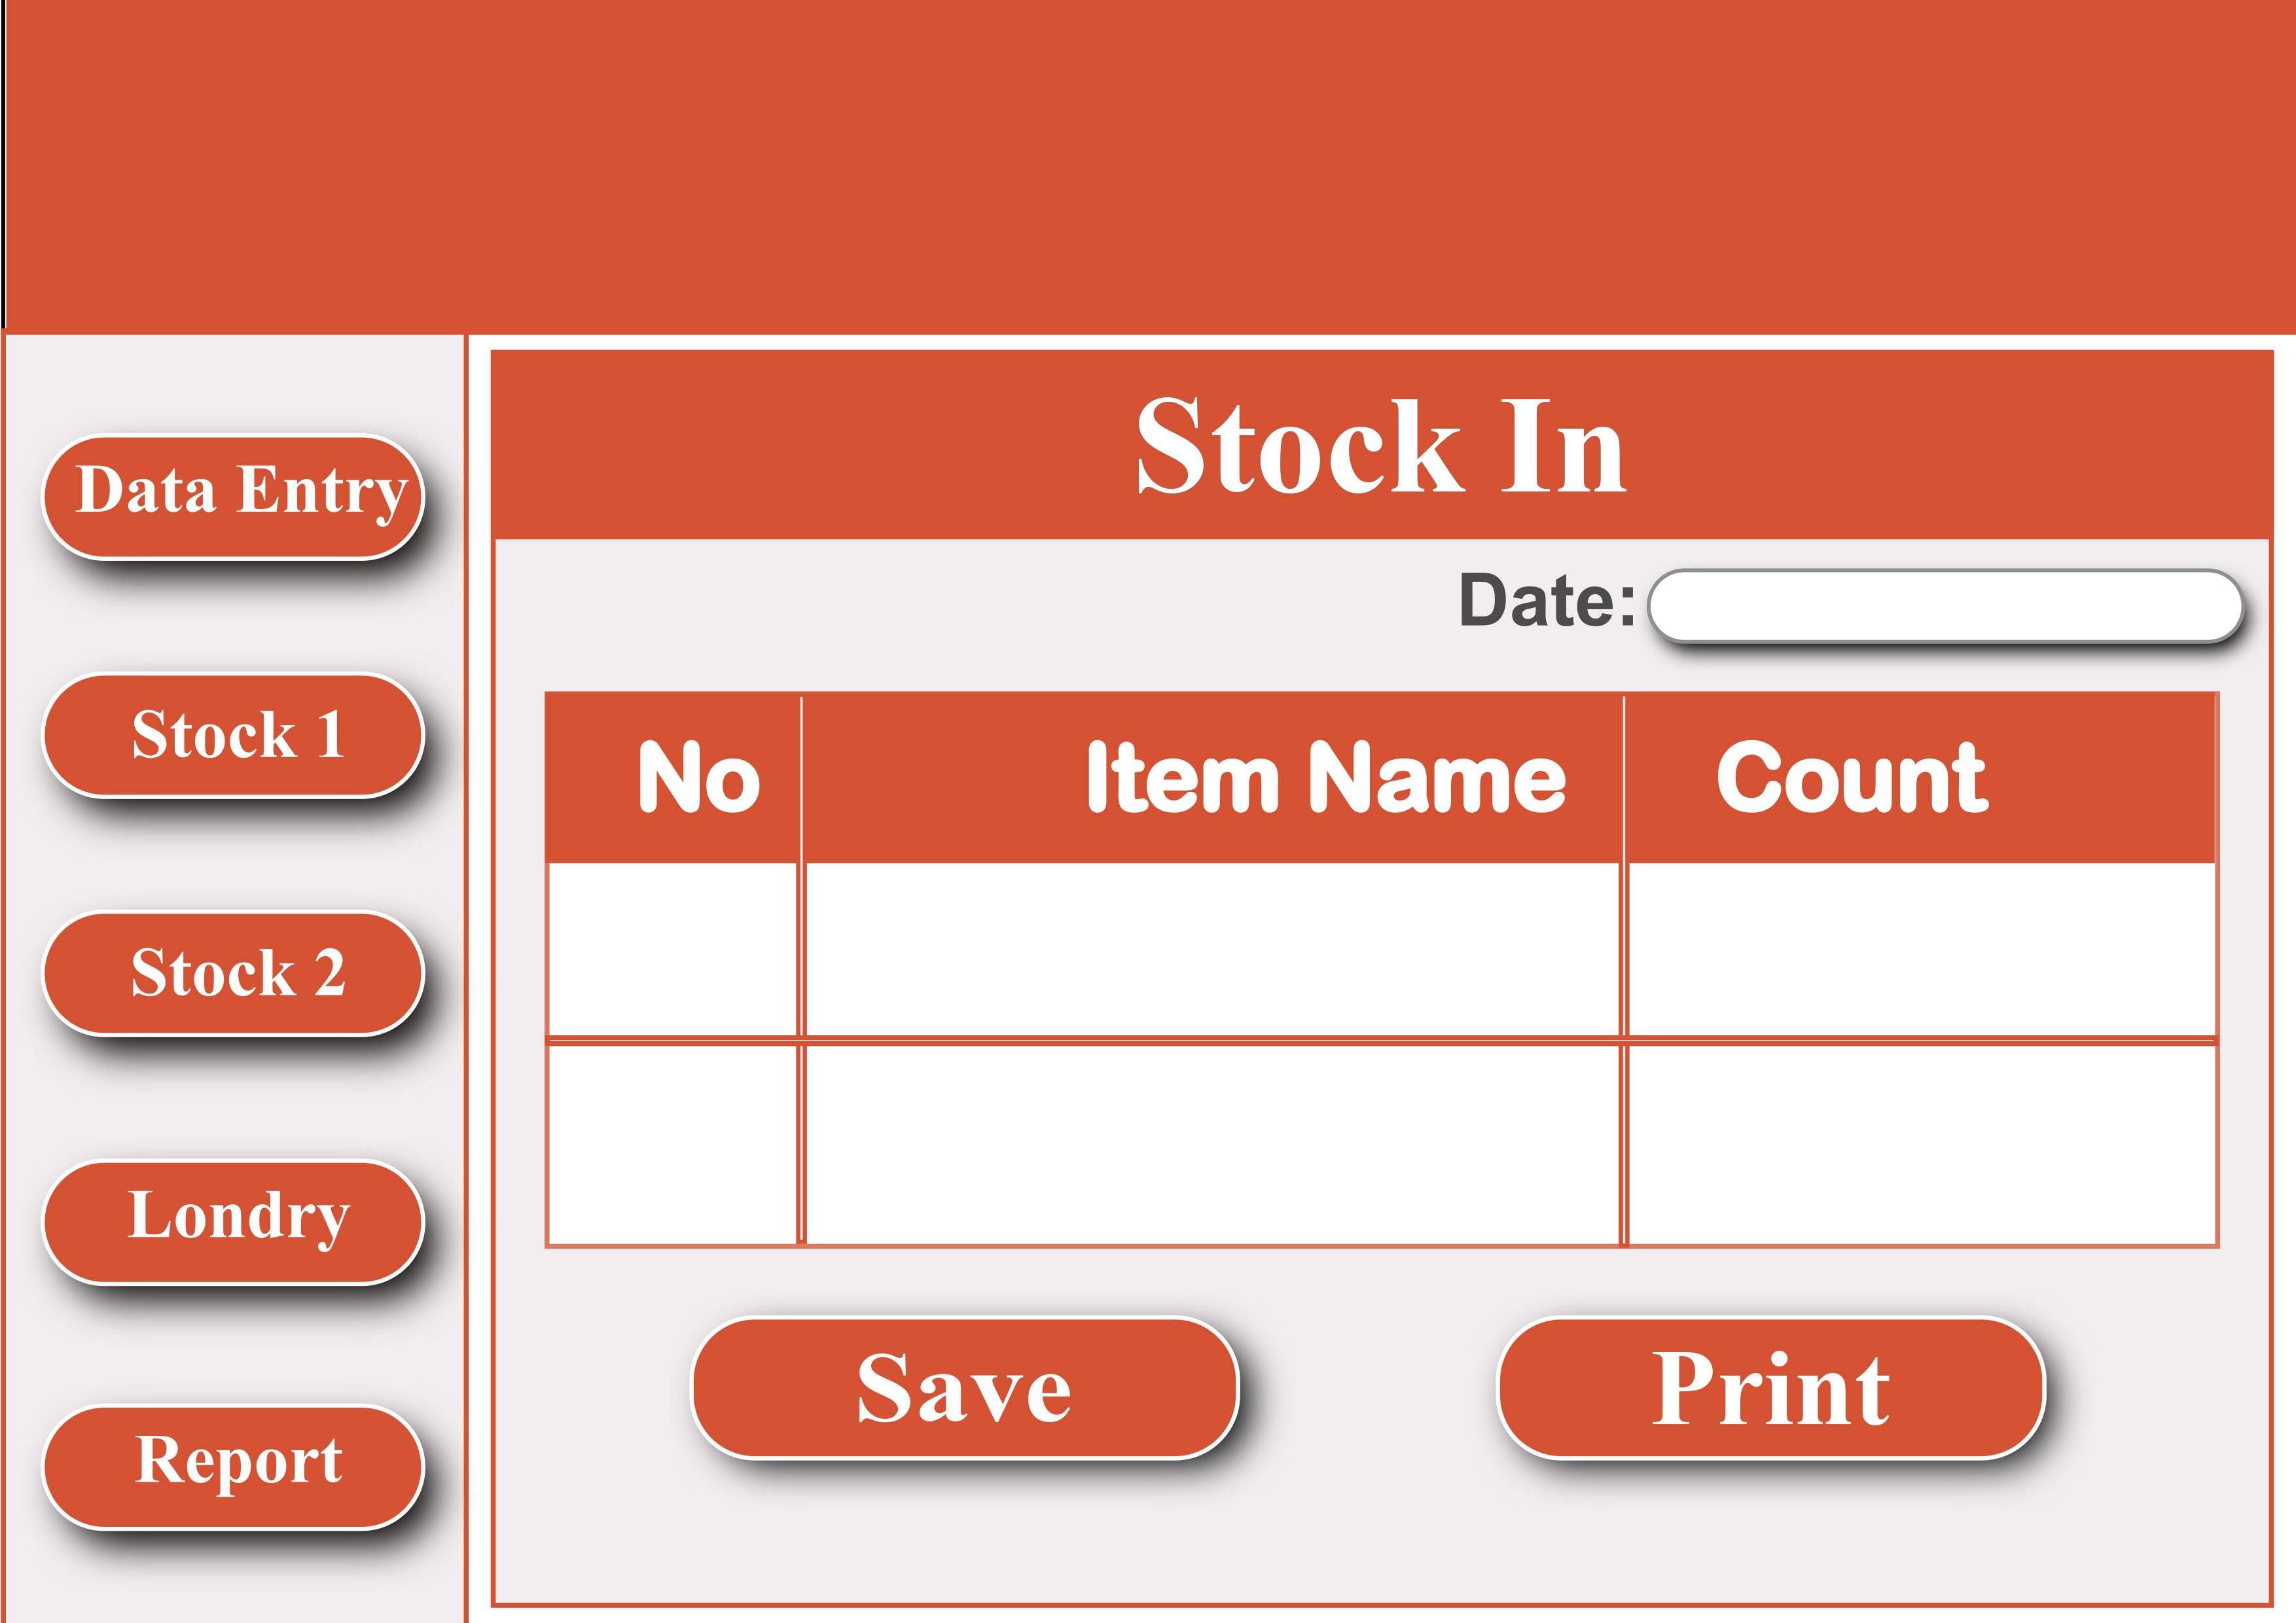 Stock In
Data Entry
Date:
Stock 1
No Item Name Count
Stock 2
Londry
Save Print
Report